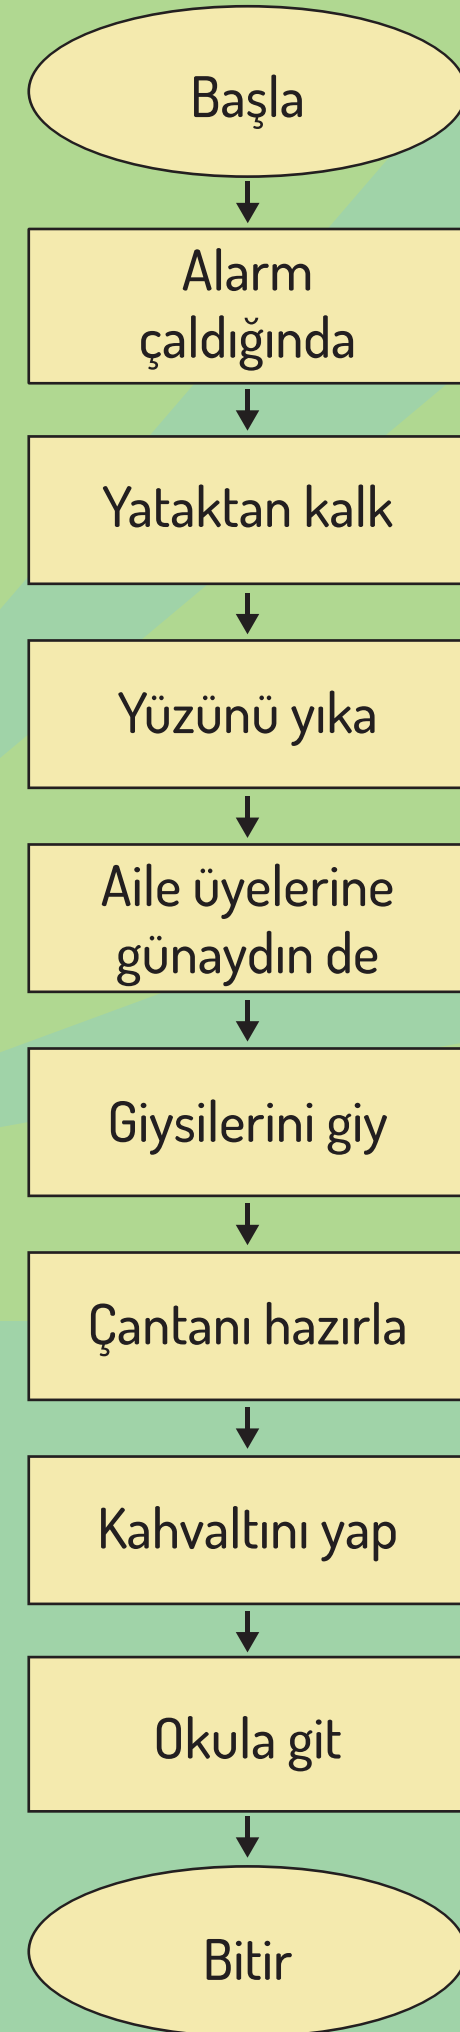 Başla
Alarm
çaldığında
Yataktan kalk
Yüzünü yıka
Aile üyelerine
günaydın de
Giysilerini giy
Çantanı hazırla
Kahvaltını yap
Okula git
Bitir